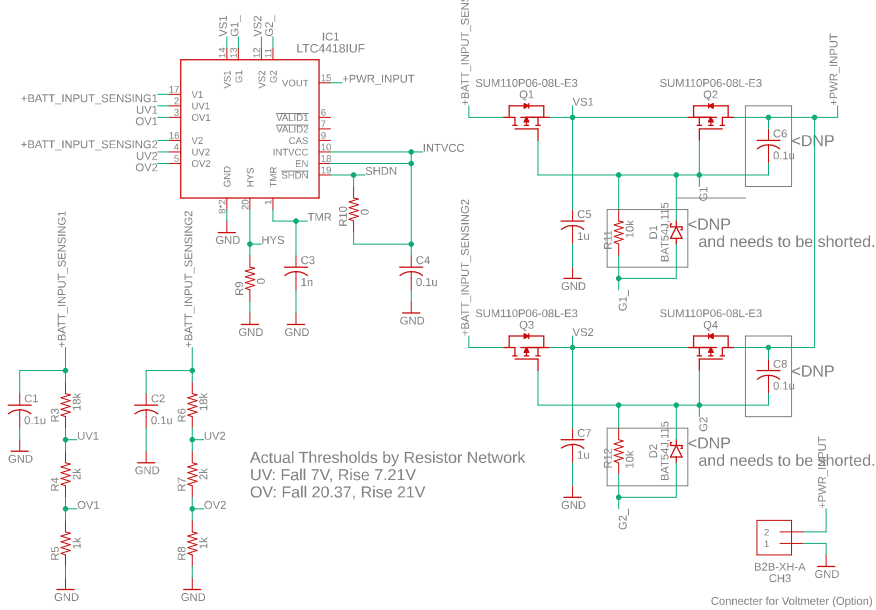 VS1
G1_
VS2
G2_
IC1
LTC4418IUF
14
13
12
11
VS1
G1
VS2
G2
VOUT
15
+PWR_INPUT
+BATT_INPUT_SENSING1
17
V1
UV1
2
UV1
OV1
3
OV1
+BATT_INPUT_SENSING2
16
V2
UV2
4
UV2
OV2
5
OV2
VALID1
6
VALID2
7
CAS
9
INTVCC
10
INTVCC
EN
18
SHDN
19
SHDN
GND
HYS
TMR
8*2
20
1
GND
HYS
TMR
R9
0
GND
C3
1n
GND
R10
0
C4
0.1u
GND
+BATT_INPUT_SENSING1
C1
0.1u
GND
R3
18k
UV1
R4
2k
OV1
R5
1k
GND
+BATT_INPUT_SENSING2
C2
0.1u
GND
R6
18k
UV2
R7
2k
OV2
R8
1k
GND
Actual Thresholds by Resistor Network
UV: Fall 7V, Rise 7.21V
OV: Fall 20.37, Rise 21V
SUM110P06-08L-E3
Q1
VS1
SUM110P06-08L-E3
Q2
+PWR_INPUT
C6
0.1u
<DNP
G1
C5
1u
GND
R11
10k
D1
BAT54J,115
<DNP
and needs to be shorted.
G1_
+BATT_INPUT_SENSING2
SUM110P06-08L-E3
Q3
VS2
SUM110P06-08L-E3
Q4
C8
0.1u
<DNP
G2
C7
1u
GND
R12
10k
D2
BAT54J,115
<DNP
and needs to be shorted.
G2_
+PWR_INPUT
2
1
B2B-XH-A
CH3
GND
Connecter for Voltmeter (Option)